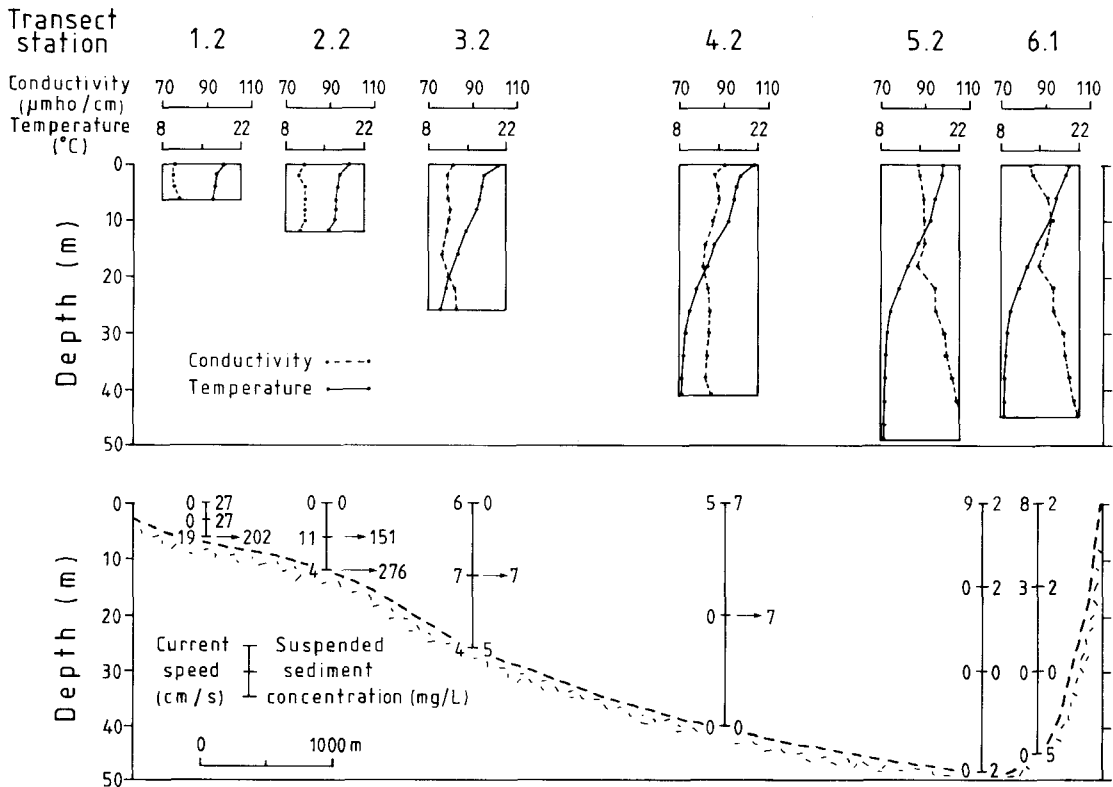 Transect
station
1.2 2.2 3.2 4.2 5.2 6.1
Conductivity
(µmho/cm)
70 90 110 70 90 110 70 90 110 70 90 110 70 90 110 70 90 110
Temperature
(°C)
8 22 8 22 8 22 8 22 8 22 8 22
Depth (m)
0
10
20
30
40
50
Conductivity
Temperature
Depth (m)
0
10
20
30
40
50
0 27
0 27
19 202
0 0
11 151
4 276
6 0
7 7
4 5
5 7
0 7
0 0
9 2
0 2
0 0
0 2
8 2
3 2
0 0
0 5
Current
speed
(cm/s)
Suspended
sediment
concentration (mg/L)
0 1000 m